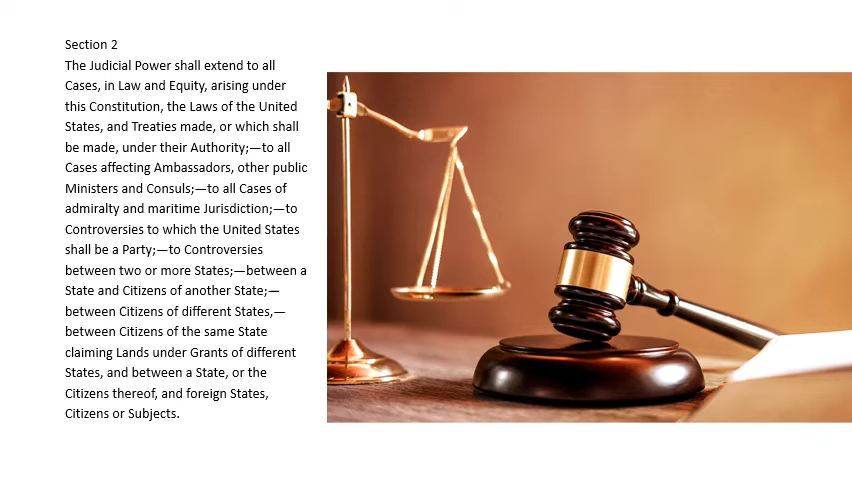 Section 2
The Judicial Power shall extend to all
Cases, in Law and Equity, arising under
this Constitution, the Laws of the United
States, and Treaties made, or which shall
be made, under their Authority;—to all
Cases affecting Ambassadors, other public
Ministers and Consuls;—to all Cases of
admiralty and maritime Jurisdiction;—to
Controversies to which the United States
shall be a Party;—to Controversies
between two or more States;—between a
State and Citizens of another State;—
between Citizens of different States,—
between Citizens of the same State
claiming Lands under Grants of different
States, and between a State, or the
Citizens thereof, and foreign States,
Citizens or Subjects.